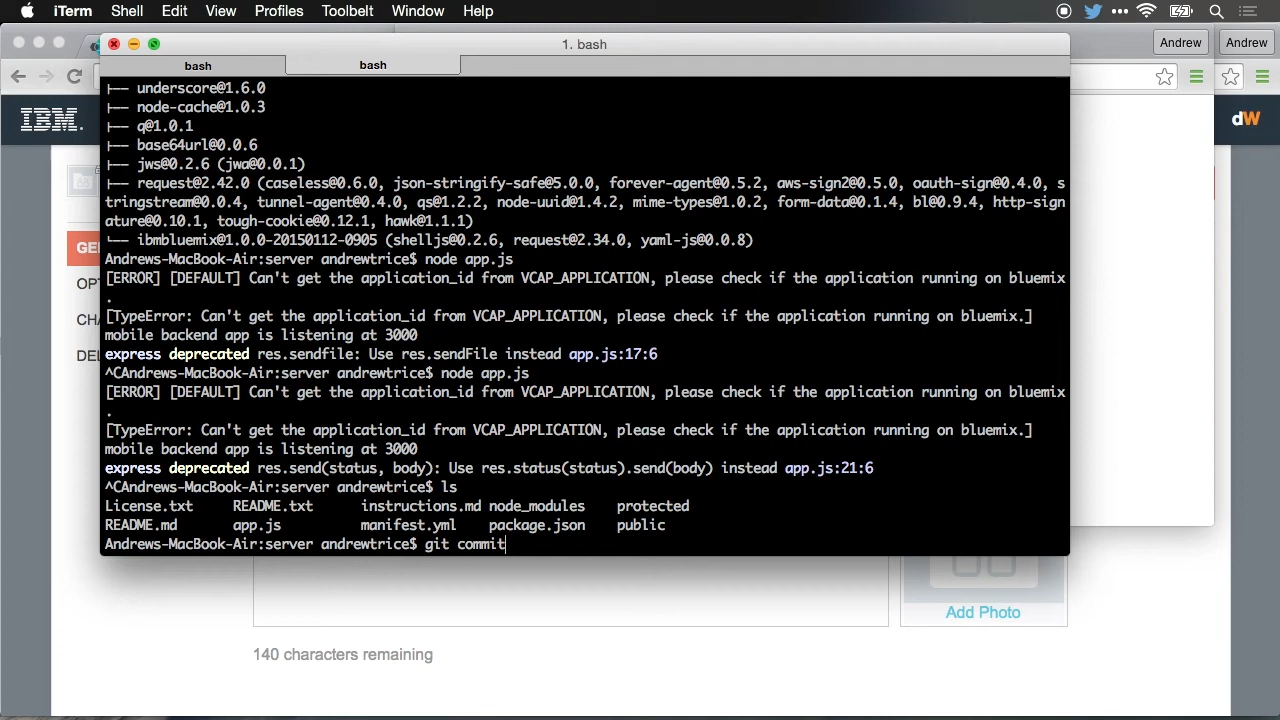 iTerm Shell Edit View Profiles Toolbelt Window Help
1. bash
Andrew Andrew
bash bash
├── underscore@1.6.0
├── node-cache@1.0.3
├── q@1.0.1
├── base64url@0.0.6
├── jws@0.2.6 (jwa@0.0.1)
├── request@2.42.0 (caseless@0.6.0, json-stringify-safe@5.0.0, forever-agent@0.5.2, aws-sign2@0.5.0, oauth-sign@0.4.0, s
tringstream@0.0.4, tunnel-agent@0.4.0, qs@1.2.2, node-uuid@1.4.2, mime-types@1.0.2, form-data@0.1.4, bl@0.9.4, http-sign
ature@0.10.1, tough-cookie@0.12.1, hawk@1.1.1)
└── ibmbluemix@1.0.0-20150112-0905 (shelljs@0.2.6, request@2.34.0, yaml-js@0.0.8)
Andrews-MacBook-Air:server andrewtrice$ node app.js
[ERROR] [DEFAULT] Can't get the application_id from VCAP_APPLICATION, please check if the application running on bluemix
.
[TypeError: Can't get the application_id from VCAP_APPLICATION, please check if the application running on bluemix.]
mobile backend app is listening at 3000
express deprecated res.sendfile: Use res.sendFile instead app.js:17:6
^CAndrews-MacBook-Air:server andrewtrice$ node app.js
[ERROR] [DEFAULT] Can't get the application_id from VCAP_APPLICATION, please check if the application running on bluemix
.
[TypeError: Can't get the application_id from VCAP_APPLICATION, please check if the application running on bluemix.]
mobile backend app is listening at 3000
express deprecated res.send(status, body): Use res.status(status).send(body) instead app.js:21:6
^CAndrews-MacBook-Air:server andrewtrice$ ls
License.txt README.txt instructions.md node_modules protected
README.md app.js manifest.yml package.json public
Andrews-MacBook-Air:server andrewtrice$ git commit
IBM.
dW
GE
OPT
CHA
DEL
Add Photo
140 characters remaining